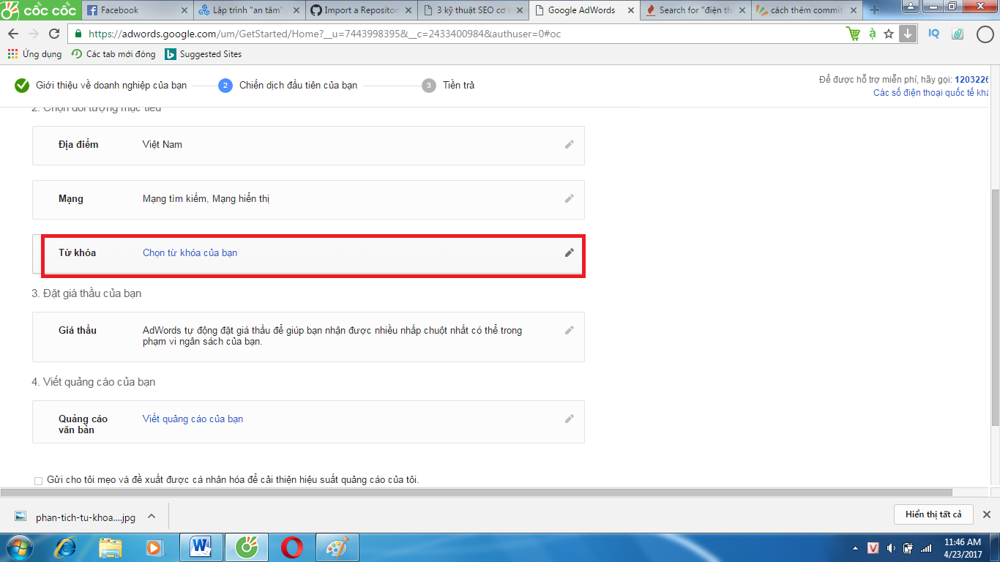 cốc cốc
Facebook
Lập trình "an tâm"
Import a Repositor
3 kỹ thuật SEO cơ
Google AdWords
Search for "điện th
cách thêm commit
https://adwords.google.com/um/GetStarted/Home?__u=7443998395&__c=2433400984&authuser=0#oc
à
IQ
Ứng dụng
Các tab mới đóng
b
Suggested Sites
Giới thiệu về doanh nghiệp của bạn
2
Chiến dịch đầu tiên của bạn
3
Tiền trả
Để được hỗ trợ miễn phí, hãy gọi: 1203226
Các số điện thoại quốc tế khá
2. Chọn đối tượng mục tiêu
Địa điểm
Việt Nam
Mạng
Mạng tìm kiếm, Mạng hiển thị
Từ khóa
Chọn từ khóa của bạn
3. Đặt giá thầu của bạn
Giá thầu
AdWords tự động đặt giá thầu để giúp bạn nhận được nhiều nhấp chuột nhất có thể trong
phạm vi ngân sách của bạn.
4. Viết quảng cáo của bạn
Quảng cáo
văn bản
Viết quảng cáo của bạn
Gửi cho tôi mẹo và đề xuất được cá nhân hóa để cải thiện hiệu suất quảng cáo của tôi.
phan-tich-tu-khoa....jpg
Hiển thị tất cả
W
V
11:46 AM
4/23/2017